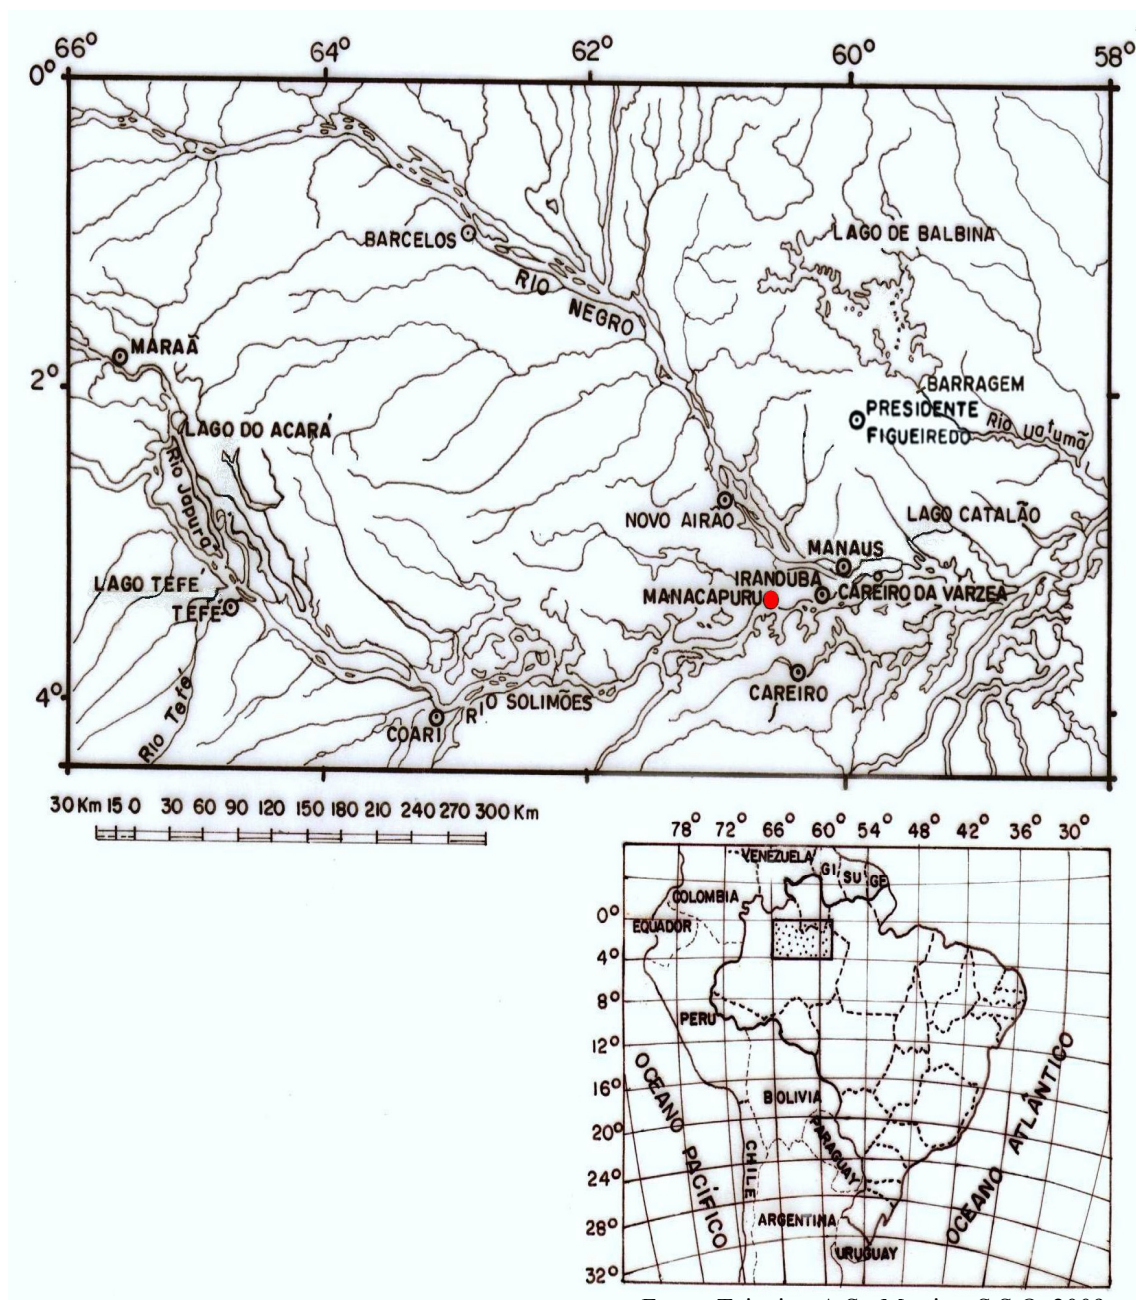 66° 64° 62° 60° 58°
0°
LAGO DE BALBINA
BARCELOS
RIO NEGRO
MARAÃ
2°
BARRAGEM
PRESIDENTE
FIGUEIREDO
Rio Uatumã
LAGO DO ACARÁ
Rio Japurá
NOVO AIRÃO
LAGO CATALÃO
MANAUS
IRANDUBA
LAGO TEFÉ
MANACAPURU
CAREIRO DA VARZEA
TEFÉ
CAREIRO
4°
RIO SOLIMÕES
Rio Tefé
COARI
30 Km 15 0 30 60 90 120 150 180 210 240 270 300 Km
78° 72° 66° 60° 54° 48° 42° 36° 30°
VENEZUELA
GI SU GF
COLOMBIA
0°
EQUADOR
4°
8°
PERU
12°
OCEANO PACÍFICO
OCEANO ATLÂNTICO
16°
BOLIVIA
20°
PARAGUAY
CHILE
24°
28°
ARGENTINA
URUGUAY
32°